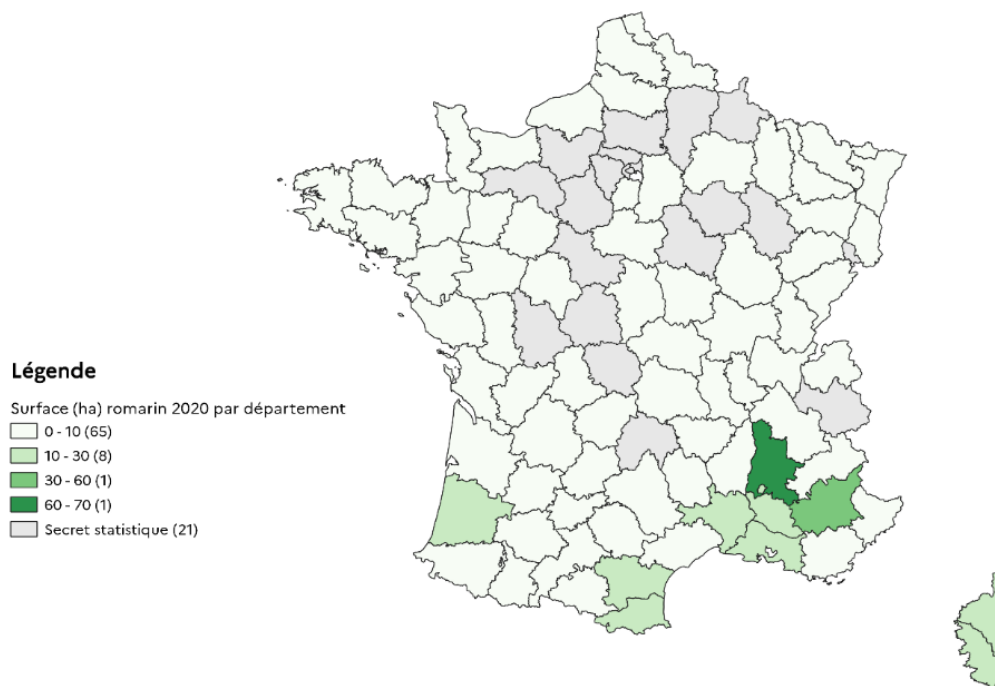 Légende
Surface (ha) romarin 2020 par département
0 - 10 (65)
10 - 30 (8)
30 - 60 (1)
60 - 70 (1)
Secret statistique (21)